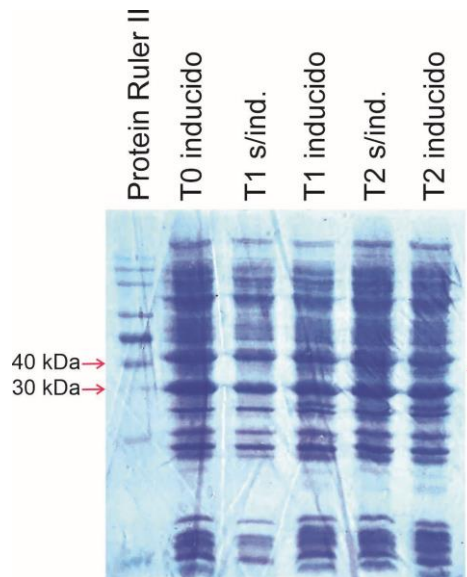 Protein Ruler II
T0 inducido
T1 s/ind.
T1 inducido
T2 s/ind.
T2 inducido
40 kDa
30 kDa